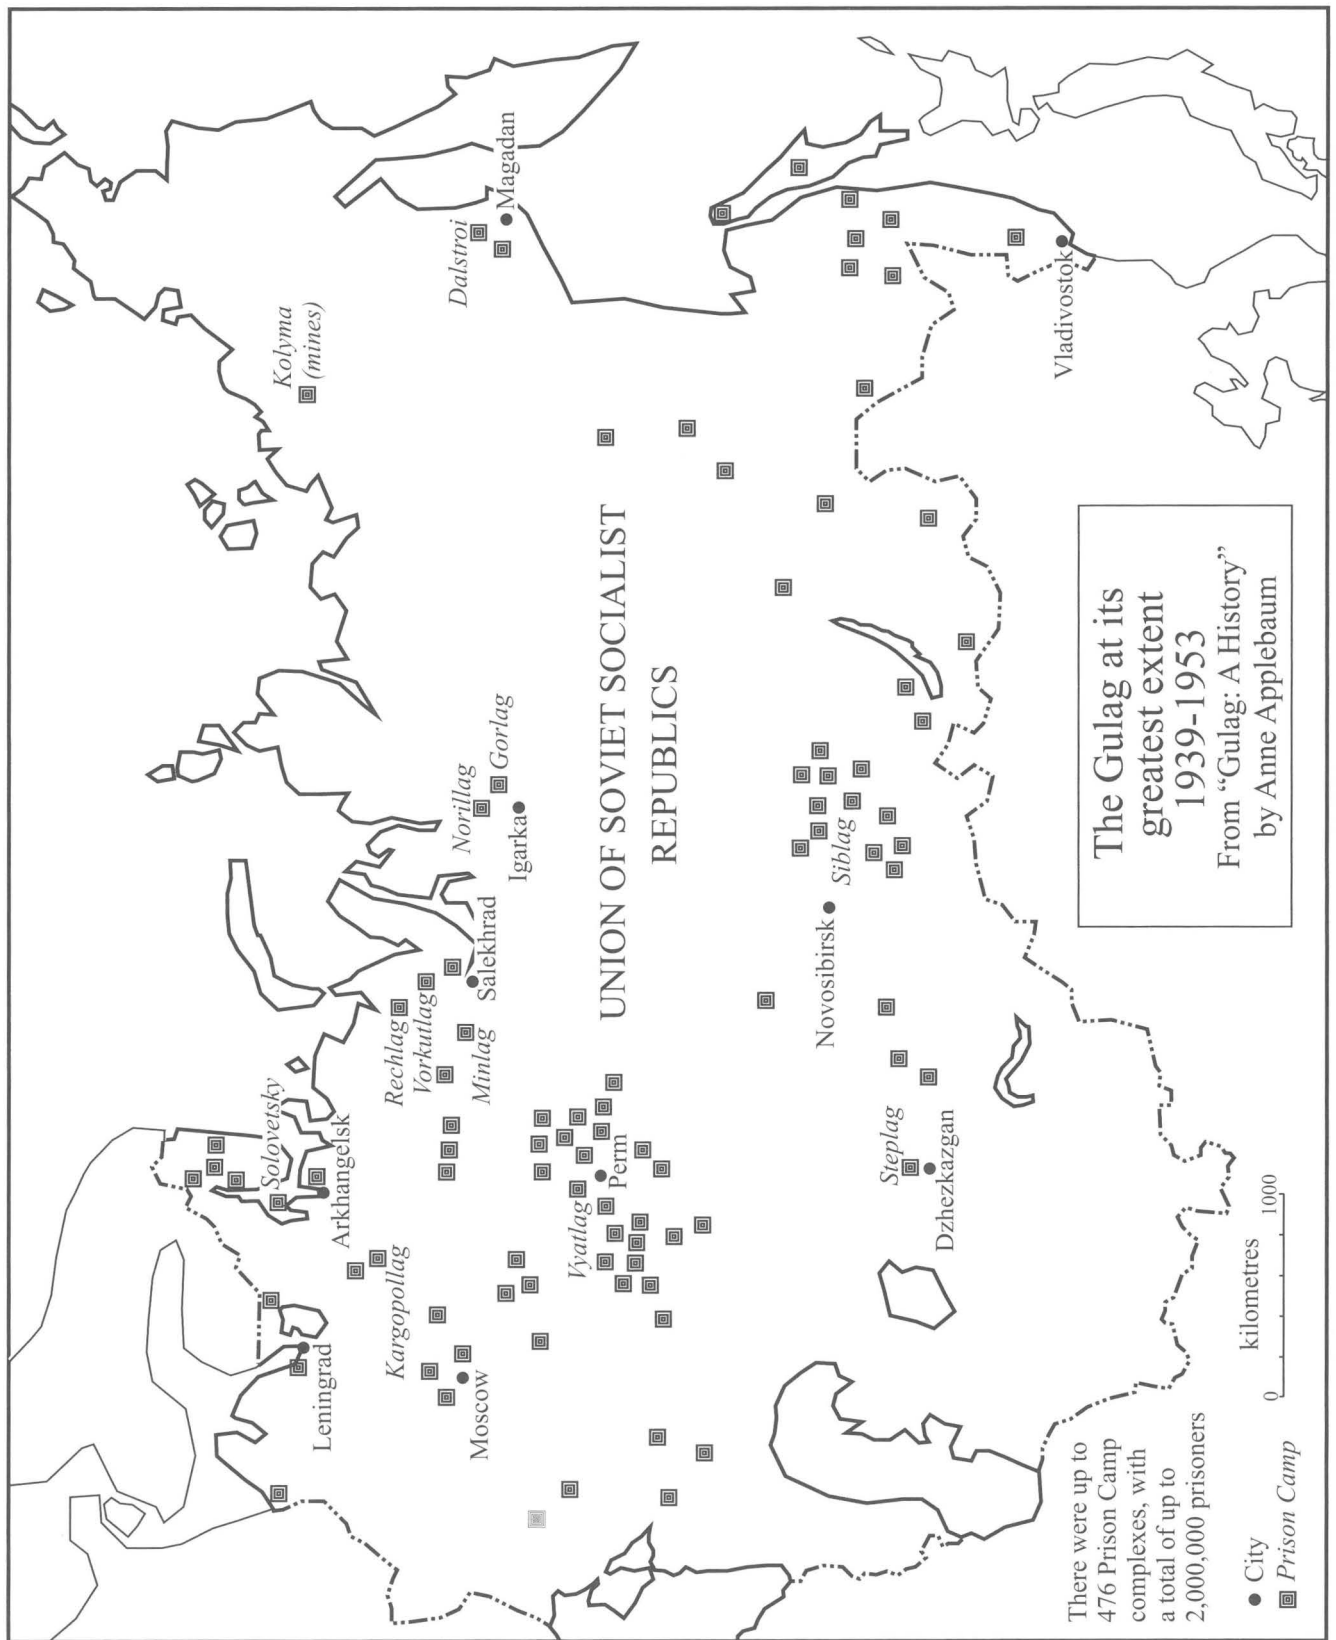 Kolyma
(mines)
Dalstroi
Magadan
Norillag
Gorlag
Igarka
Salekhrad
Rechlag
Vorkutlag
Minlag
Solovetsky
Arkhangelsk
Kargopollag
Leningrad
Moscow
Vyatlag
Perm
UNION OF SOVIET SOCIALIST
REPUBLICS
Novosibirsk
Siblag
Steplag
Dzhezkazgan
Vladivostok
The Gulag at its
greatest extent
1939-1953
From “Gulag: A History”
by Anne Applebaum
There were up to
476 Prison Camp
complexes, with
a total of up to
2,000,000 prisoners
City
Prison Camp
0 kilometres 1000